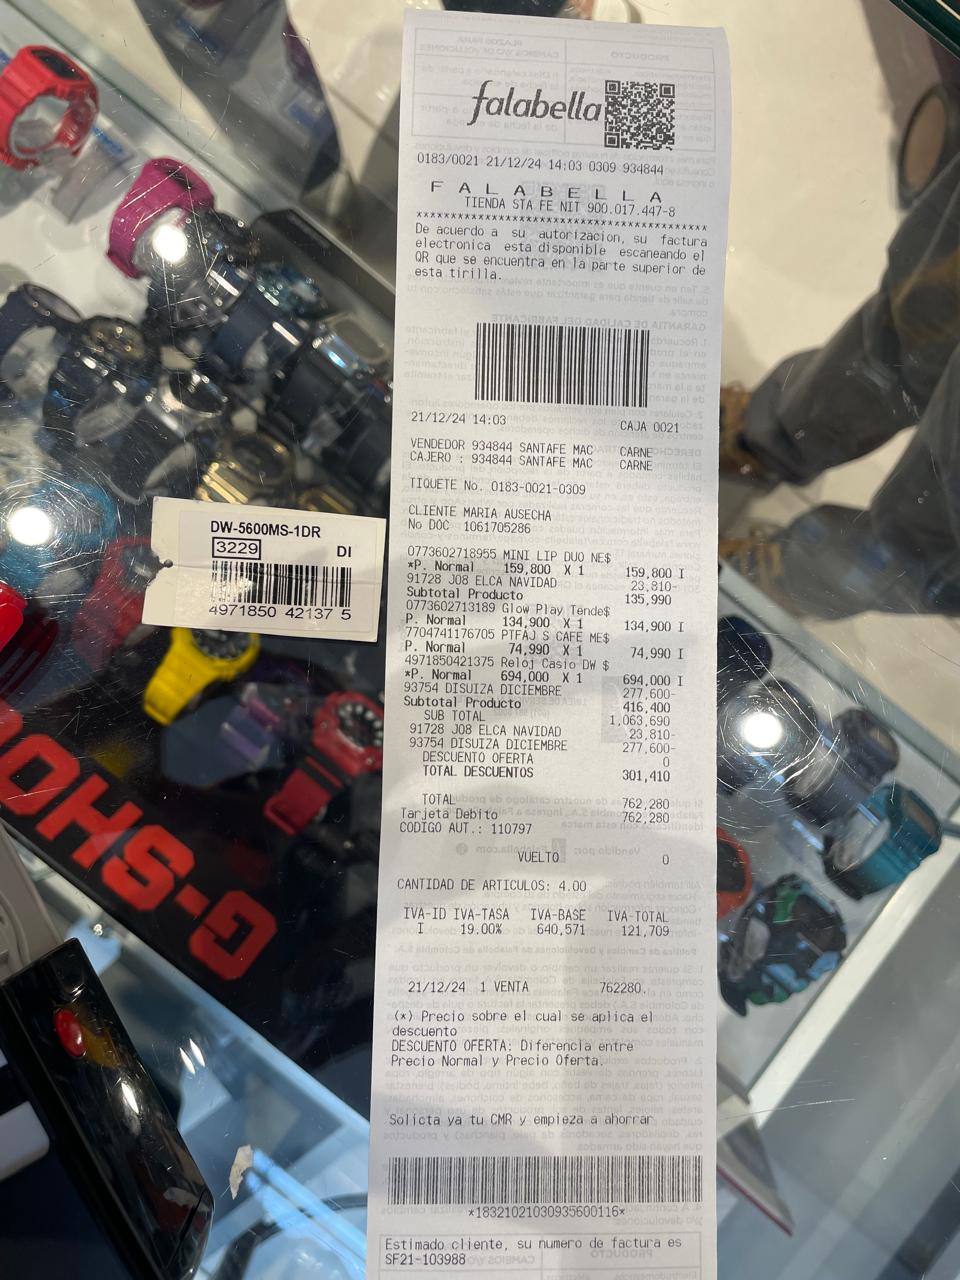 falabella
0183/0021 21/12/24 14:03 0309 934844
F A L A B E L L A
TIENDA STA FE NIT 900.017.447-8
De acuerdo a su autorizacion, su factura
electronica esta disponible escaneando el
QR que se encuentra en la parte superior de
esta tirilla.
21/12/24 14:03 CAJA 0021
VENDEDOR 934844 SANTAFE MAC CARNE
CAJERO : 934844 SANTAFE MAC CARNE
TIQUETE No. 0183-0021-0309
CLIENTE MARIA AUSECHA
No DOC 1061705286
0773602718955 MINI LIP DUO NE$
*P. Normal 159,800 X 1 159,800 I
91728 J08 ELCA NAVIDAD 23,810-
Subtotal Producto 135,990
0773602713189 Glow Play Tende$
P. Normal 134,900 X 1 134,900 I
7704741176705 PTFAJ S CAFE ME$
P. Normal 74,990 X 1 74,990 I
4971850421375 Reloj Casio DW $
*P. Normal 694,000 X 1 694,000 I
93754 DISUIZA DICIEMBRE 277,600-
Subtotal Producto 416,400
SUB TOTAL 1,063,690
91728 J08 ELCA NAVIDAD 23,810-
93754 DISUIZA DICIEMBRE 277,600-
DESCUENTO OFERTA 0
TOTAL DESCUENTOS 301,410
TOTAL 762,280
Tarjeta Debito 762,280
CODIGO AUT.: 110797
VUELTO 0
CANTIDAD DE ARTICULOS: 4.00
IVA-ID IVA-TASA IVA-BASE IVA-TOTAL
I 19.00% 640,571 121,709
21/12/24 1 VENTA 762280.
(*) Precio sobre el cual se aplica el
descuento
DESCUENTO OFERTA: Diferencia entre
Precio Normal y Precio Oferta.
Solicta ya tu CMR y empieza a ahorrar
*18321021030935600116*
Estimado cliente, su numero de factura es
SF21-103988
DW-5600MS-1DR
3229 DI
4971850 42137 5
G-SHOC